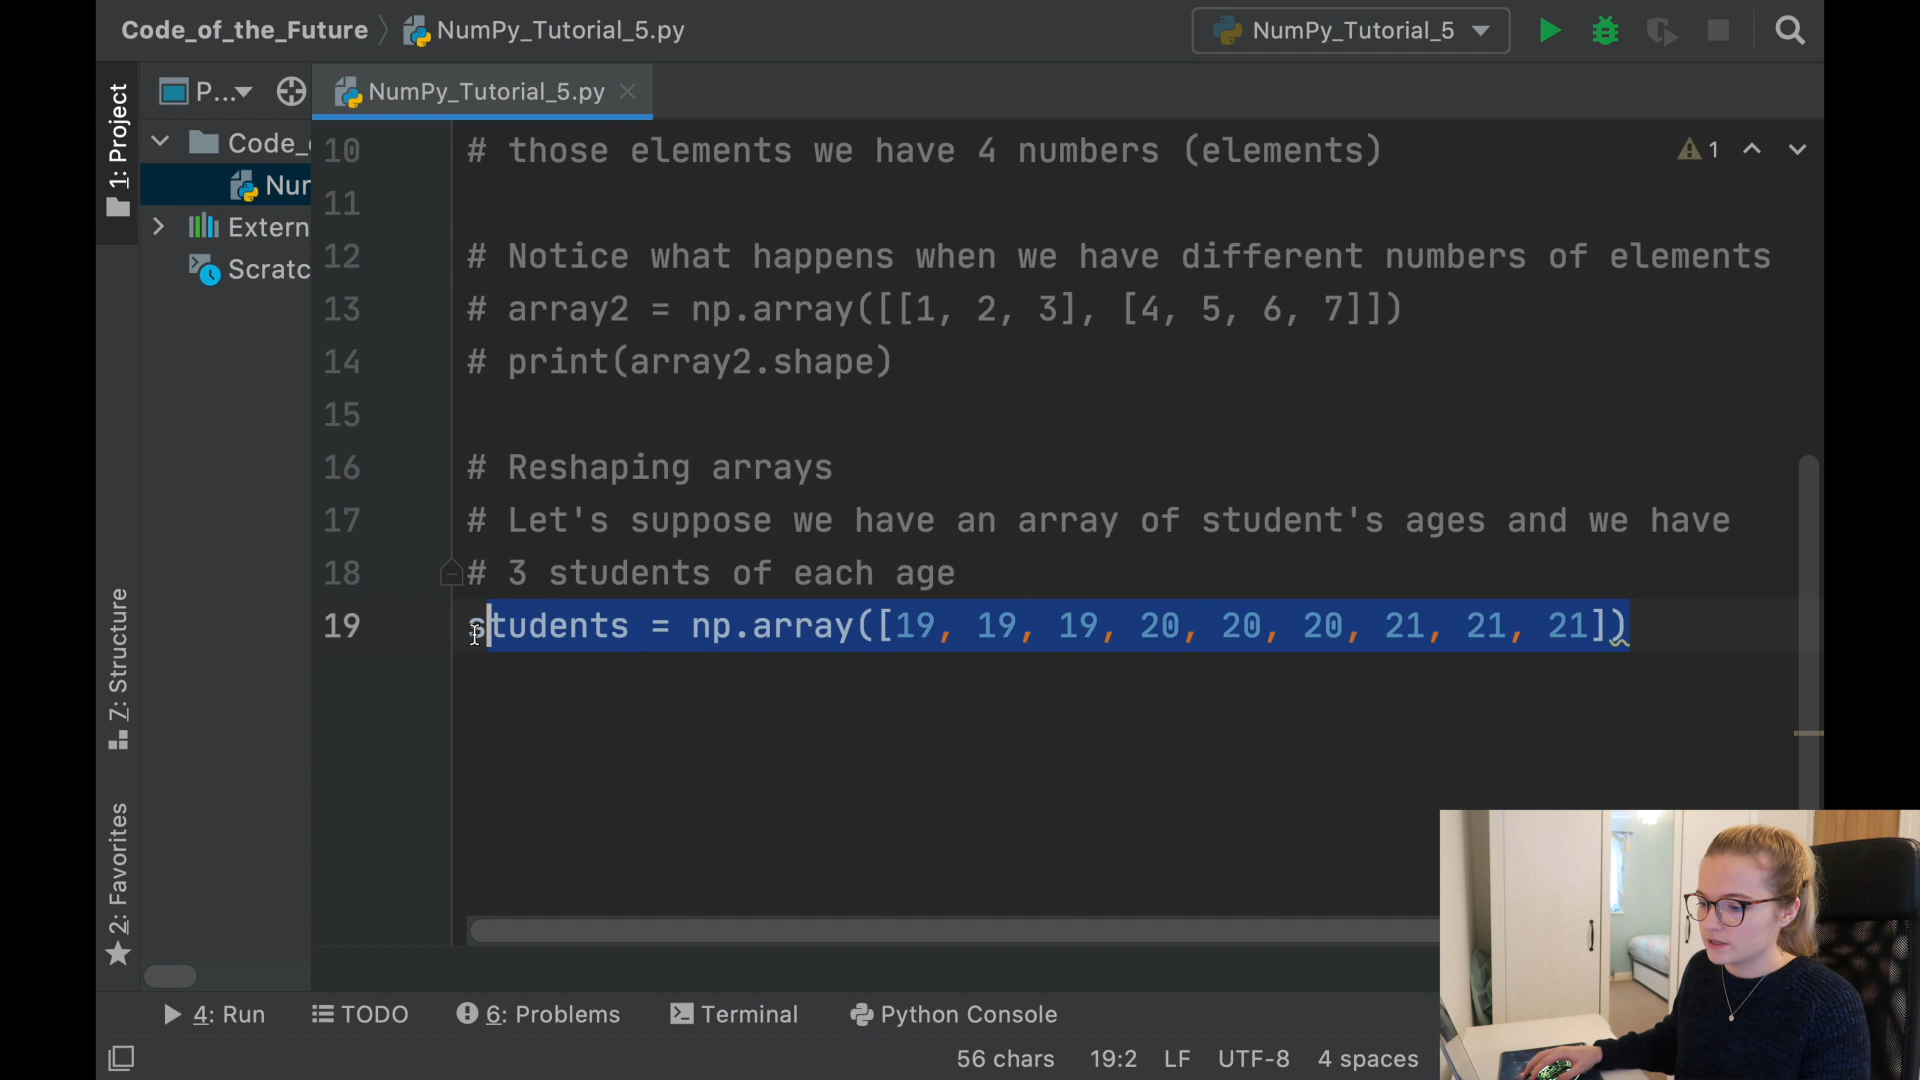 Code_of_the_Future
NumPy_Tutorial_5.py
NumPy_Tutorial_5
P...
NumPy_Tutorial_5.py
1: Project
Code_
Nur
Extern
Scratc
7: Structure
2: Favorites
10 # those elements we have 4 numbers (elements)
1
11
12 # Notice what happens when we have different numbers of elements
13 # array2 = np.array([[1, 2, 3], [4, 5, 6, 7]])
14 # print(array2.shape)
15
16 # Reshaping arrays
17 # Let's suppose we have an array of student's ages and we have
18 # 3 students of each age
19 students = np.array([19, 19, 19, 20, 20, 20, 21, 21, 21])
4: Run
TODO
6: Problems
Terminal
Python Console
56 chars 19:2 LF UTF-8 4 spaces